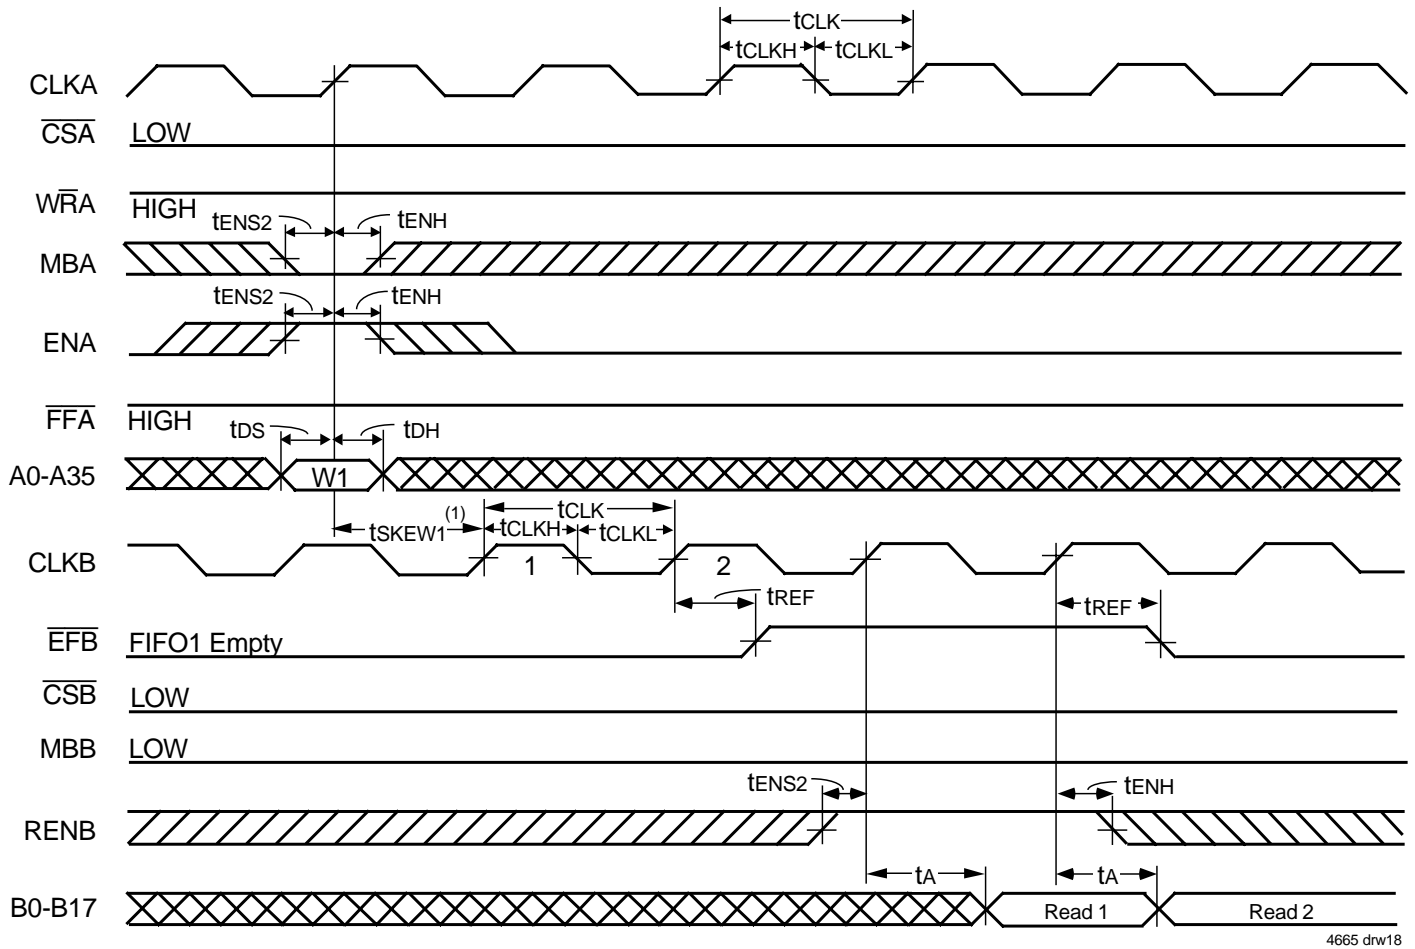 tCLK
tCLKH tCLKL
CLKA
CSA LOW
WRA HIGH
tENS2 tENH
MBA
tENS2 tENH
ENA
FFA HIGH
tDS tDH
A0-A35 W1
tSKEW1(1) tCLK
tCLKH tCLKL
CLKB 1 2
tREF tREF
EFB FIFO1 Empty
CSB LOW
MBB LOW
tENS2 tENH
RENB
tA tA
B0-B17 Read 1 Read 2
4665 drw18